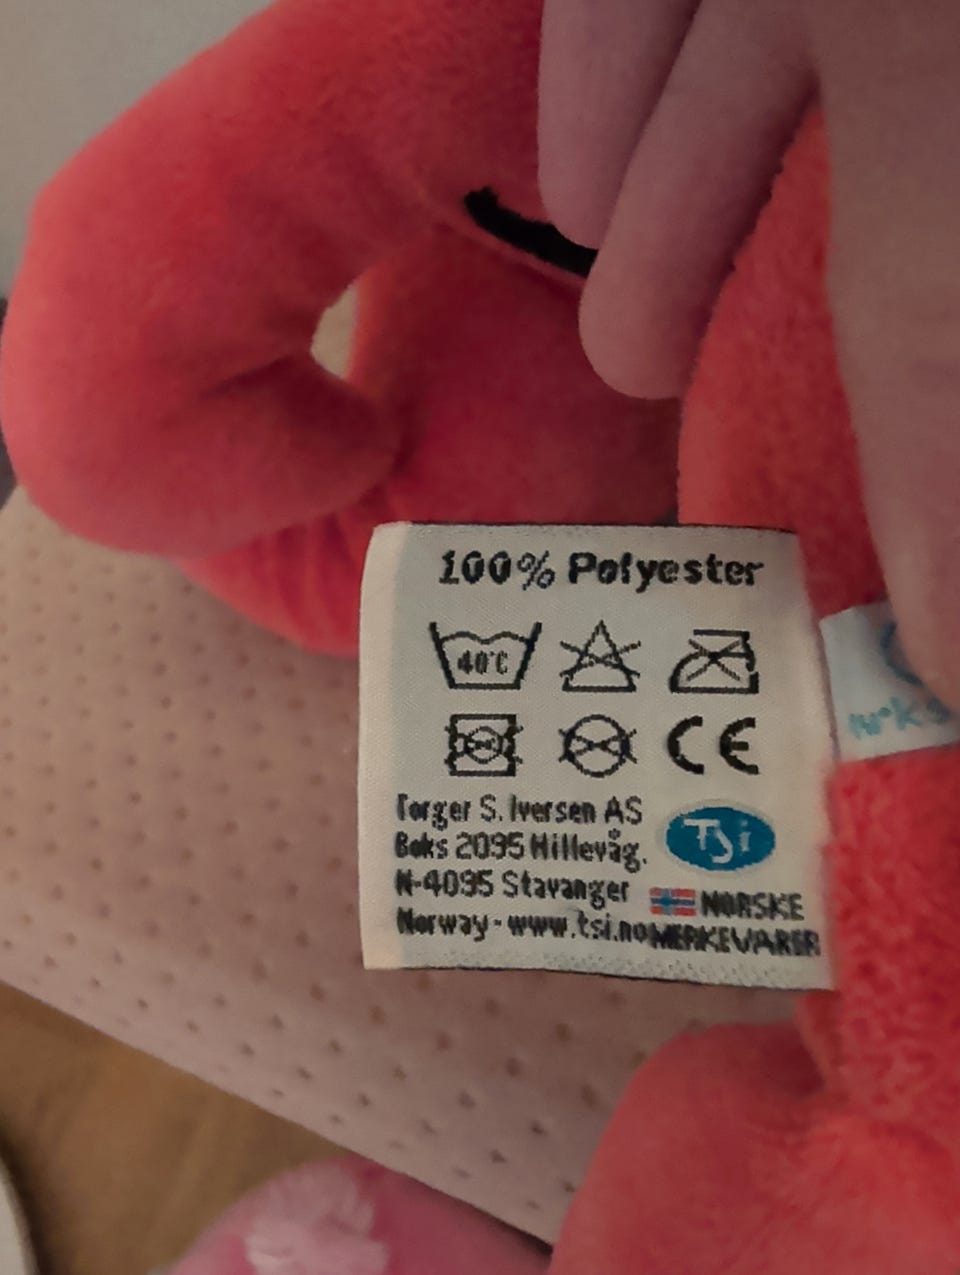 100% Polyester
40°C
CE
Torger S. Iversen AS
Boks 2095 Hillevåg.
N-4095 Stavanger
Norway - www.tsi.no
TSi
NORSKE
MERKEVARER